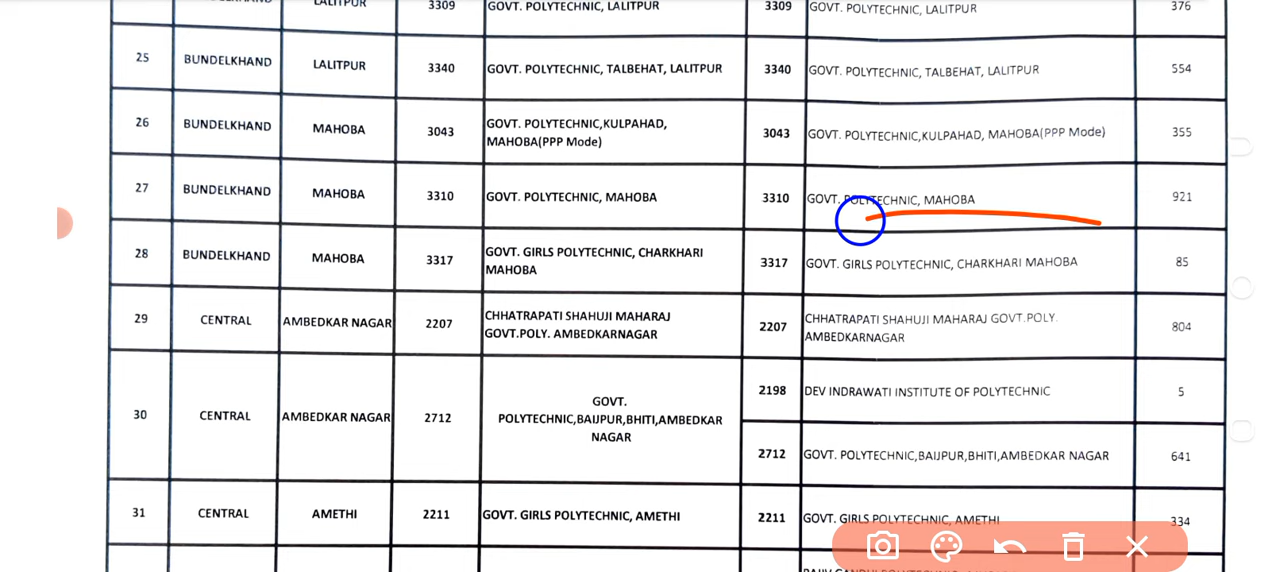 LALITPUR 3309 GOVT. POLYTECHNIC, LALITPUR 3309 GOVT. POLYTECHNIC, LALITPUR 376
25 BUNDELKHAND LALITPUR 3340 GOVT. POLYTECHNIC, TALBEHAT, LALITPUR 3340 GOVT. POLYTECHNIC, TALBEHAT, LALITPUR 554
26 BUNDELKHAND MAHOBA 3043 GOVT. POLYTECHNIC,KULPAHAD,
MAHOBA(PPP Mode) 3043 GOVT. POLYTECHNIC,KULPAHAD, MAHOBA(PPP Mode) 355
27 BUNDELKHAND MAHOBA 3310 GOVT. POLYTECHNIC, MAHOBA 3310 GOVT. POLYTECHNIC, MAHOBA 921
28 BUNDELKHAND MAHOBA 3317 GOVT. GIRLS POLYTECHNIC, CHARKHARI
MAHOBA 3317 GOVT. GIRLS POLYTECHNIC, CHARKHARI MAHOBA 85
29 CENTRAL AMBEDKAR NAGAR 2207 CHHATRAPATI SHAHUJI MAHARAJ
GOVT.POLY. AMBEDKARNAGAR 2207 CHHATRAPATI SHAHUJI MAHARAJ GOVT.POLY.
AMBEDKARNAGAR 804
30 CENTRAL AMBEDKAR NAGAR 2712 GOVT.
POLYTECHNIC,BAIJPUR,BHITI,AMBEDKAR
NAGAR
2198 DEV INDRAWATI INSTITUTE OF POLYTECHNIC 5
2712 GOVT. POLYTECHNIC,BAIJPUR,BHITI,AMBEDKAR NAGAR 641
31 CENTRAL AMETHI 2211 GOVT. GIRLS POLYTECHNIC, AMETHI 2211 GOVT. GIRLS POLYTECHNIC, AMETHI 334